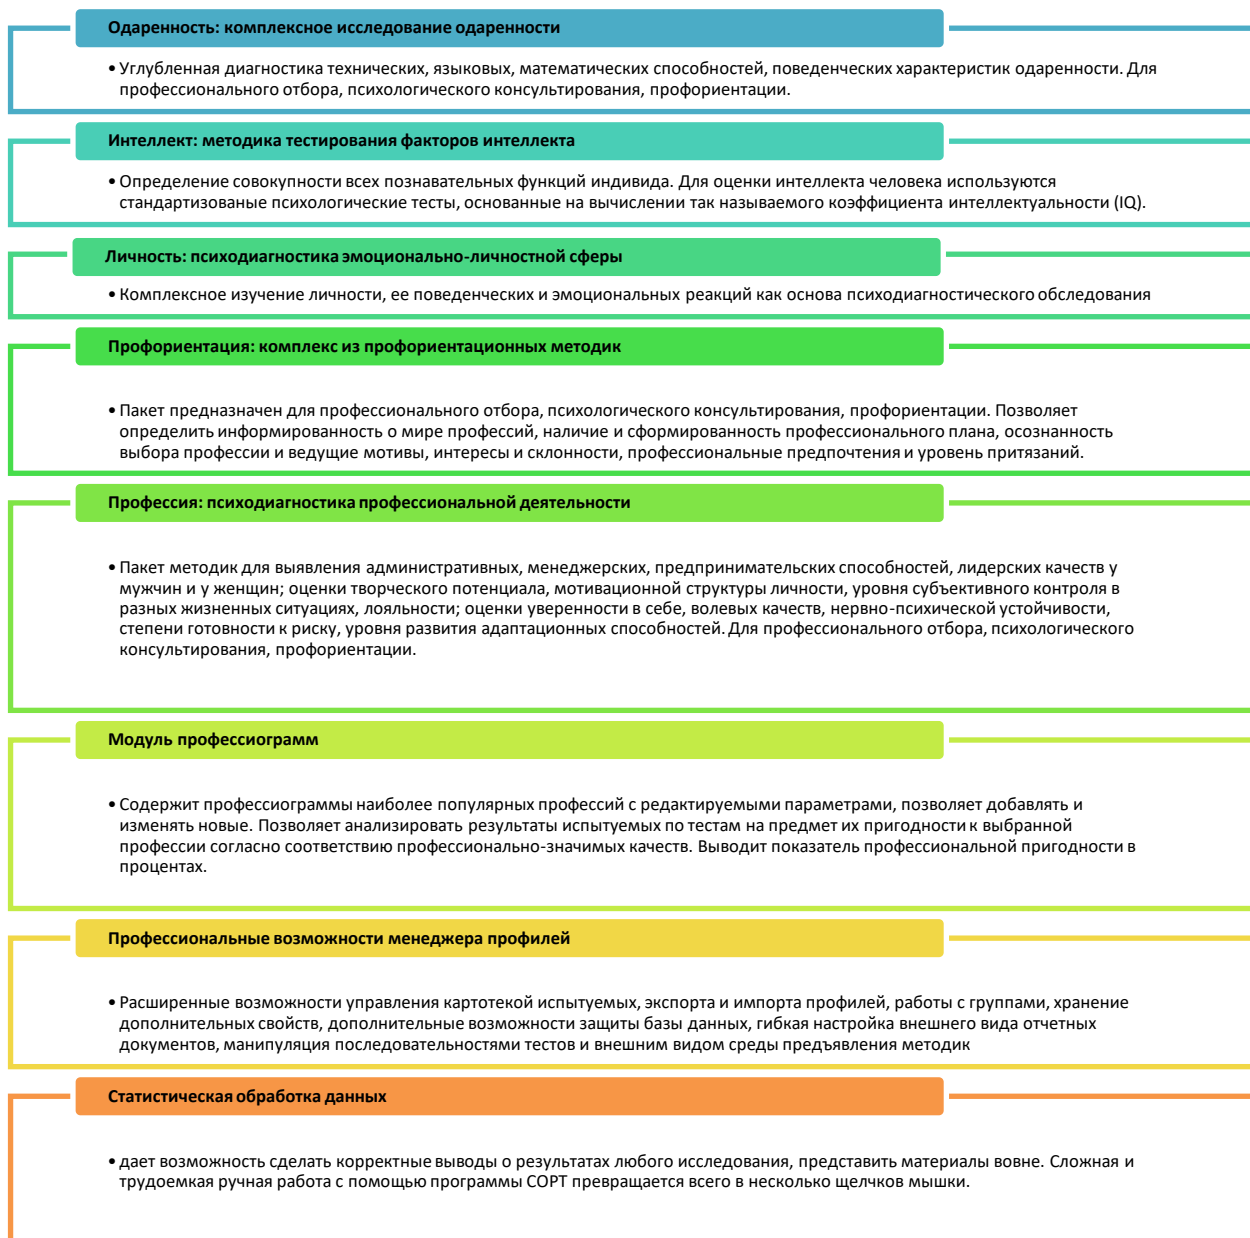 Одаренность: комплексное исследование одаренности
• Углубленная диагностика технических, языковых, математических способностей, поведенческих характеристик одаренности. Для
профессионального отбора, психологического консультирования, профориентации.
Интеллект: методика тестирования факторов интеллекта
• Определение совокупности всех познавательных функций индивида. Для оценки интеллекта человека используются
стандартизованые психологические тесты, основанные на вычислении так называемого коэффициента интеллектуальности (IQ).
Личность: психодиагностика эмоционально-личностной сферы
• Комплексное изучение личности, ее поведенческих и эмоциональных реакций как основа психодиагностического обследования
Профориентация: комплекс из профориентационных методик
• Пакет предназначен для профессионального отбора, психологического консультирования, профориентации. Позволяет
определить информированность о мире профессий, наличие и сформированность профессионального плана, осознанность
выбора профессии и ведущие мотивы, интересы и склонности, профессиональные предпочтения и уровень притязаний.
Профессия: психодиагностика профессиональной деятельности
• Пакет методик для выявления административных, менеджерских, предпринимательских способностей, лидерских качеств у
мужчин и у женщин; оценки творческого потенциала, мотивационной структуры личности, уровня субъективного контроля в
разных жизненных ситуациях, лояльности; оценки уверенности в себе, волевых качеств, нервно-психической устойчивости,
степени готовности к риску, уровня развития адаптационных способностей. Для профессионального отбора, психологического
консультирования, профориентации.
Модуль профессиограмм
• Содержит профессиограммы наиболее популярных профессий с редактируемыми параметрами, позволяет добавлять и
изменять новые. Позволяет анализировать результаты испытуемых по тестам на предмет их пригодности к выбранной
профессии согласно соответствию профессионально-значимых качеств. Выводит показатель профессиональной пригодности в
процентах.
Профессиональные возможности менеджера профилей
• Расширенные возможности управления картотекой испытуемых, экспорта и импорта профилей, работы с группами, хранение
дополнительных свойств, дополнительные возможности защиты базы данных, гибкая настройка внешнего вида отчетных
документов, манипуляция последовательностями тестов и внешним видом среды предъявления методик
Статистическая обработка данных
• дает возможность сделать корректные выводы о результатах любого исследования, представить материалы вовне. Сложная и
трудоемкая ручная работа с помощью программы СОРТ превращается всего в несколько щелчков мышки.